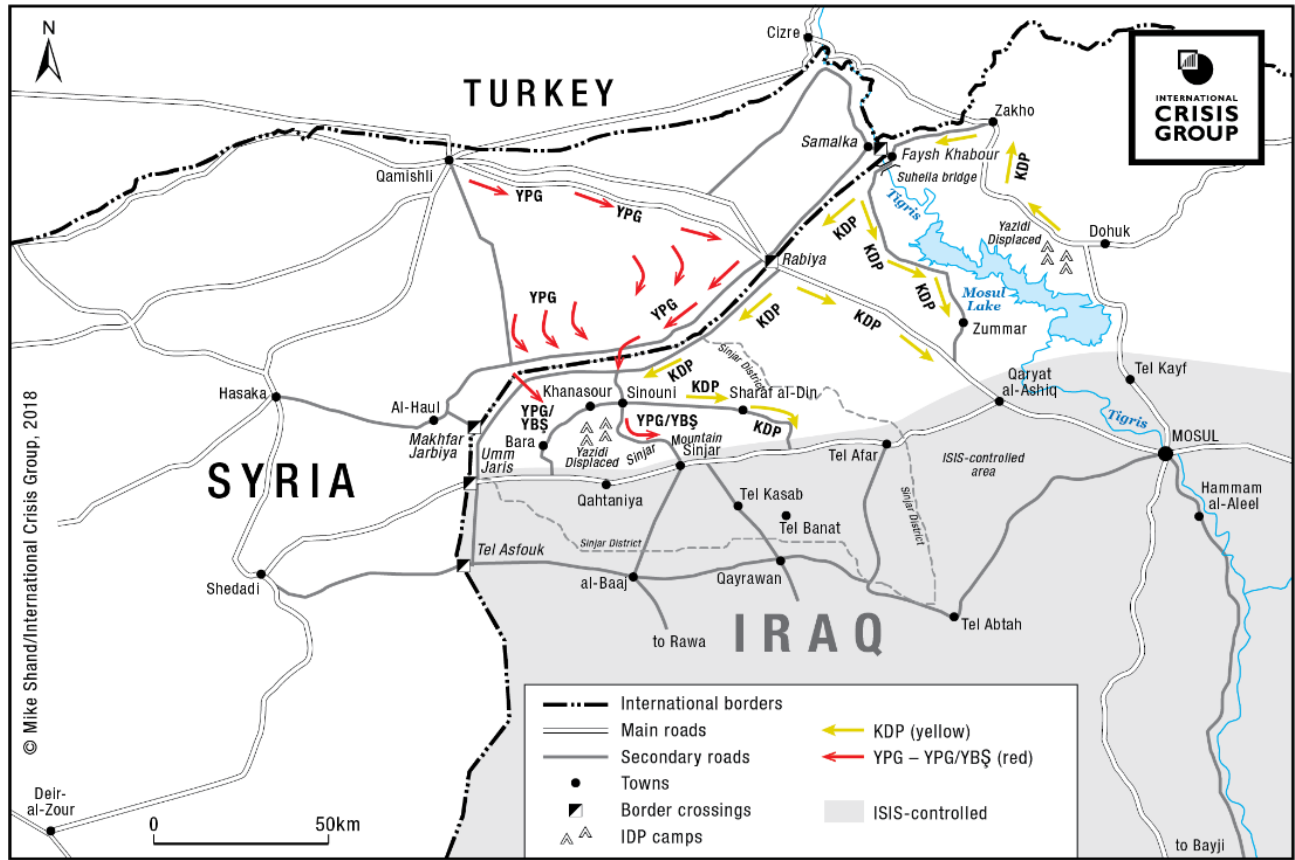 N
Cizre
TURKEY
INTERNATIONAL
CRISIS
GROUP
Zakho
Samalka
Faysh Khabour
Suheila bridge
Qamishli
YPG
YPG
KDP
Tigris
Yazidi
Displaced
Dohuk
KDP
KDP
KDP
Rabiya
Mosul
Lake
YPG
YPG
KDP
KDP
Zummar
Sinjar District
Hasaka
Al-Haul
Makhfar
Jarbiya
Khanasour
YPG/
YBŞ
Bara
KDP
Sinouni
KDP
Sharaf al-Din
KDP
YPG/YBŞ
Yazidi
Displaced
Sinjar
Mountain
Sinjar
Qaryat
al-Ashiq
Tel Kayf
Tigris
MOSUL
Tel Afar
ISIS-controlled
area
SYRIA
Umm
Jaris
Qahtaniya
Tel Kasab
Tel Banat
Sinjar District
Hammam
al-Aleel
Sinjar District
Tel Asfouk
Shedadi
al-Baaj
Qayrawan
Tel Abtah
to Rawa
IRAQ
© Mike Shand/International Crisis Group, 2018
International borders
Main roads
Secondary roads
Towns
Border crossings
IDP camps
KDP (yellow)
YPG – YPG/YBŞ (red)
ISIS-controlled
Deir-
al-Zour
0
50km
to Bayji